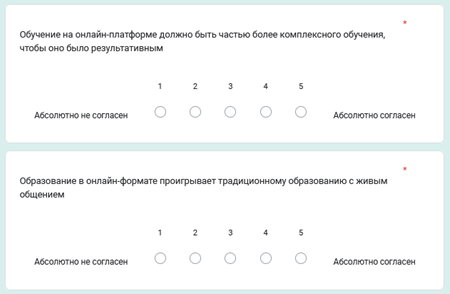 *
Обучение на онлайн-платформе должно быть частью более комплексного обучения,
чтобы оно было результативным
1 2 3 4 5
Абсолютно не согласен Абсолютно согласен
*
Образование в онлайн-формате проигрывает традиционному образованию с живым
общением
1 2 3 4 5
Абсолютно не согласен Абсолютно согласен